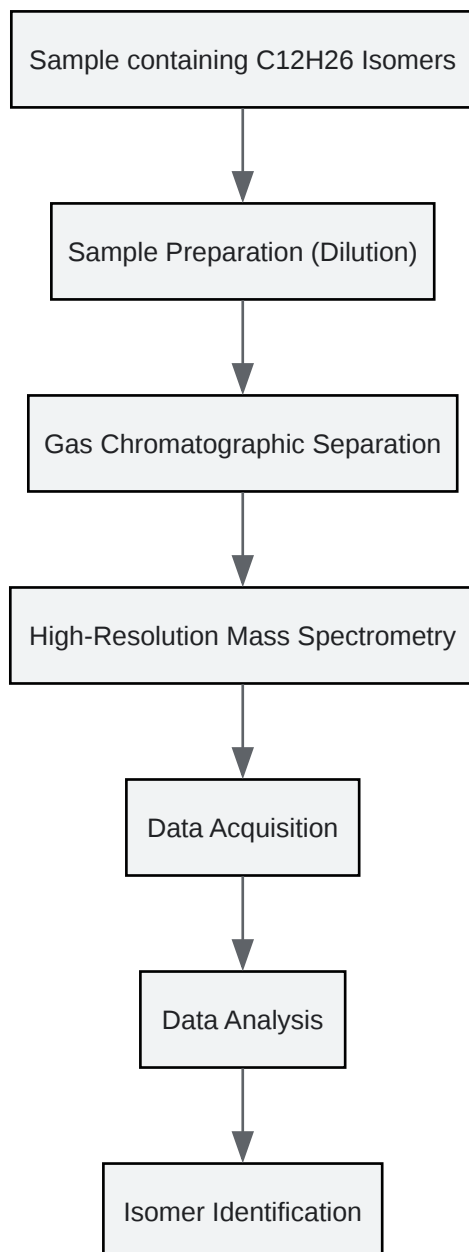 Sample containing C12H26 Isomers
Sample Preparation (Dilution)
Gas Chromatographic Separation
High-Resolution Mass Spectrometry
Data Acquisition
Data Analysis
Isomer Identification